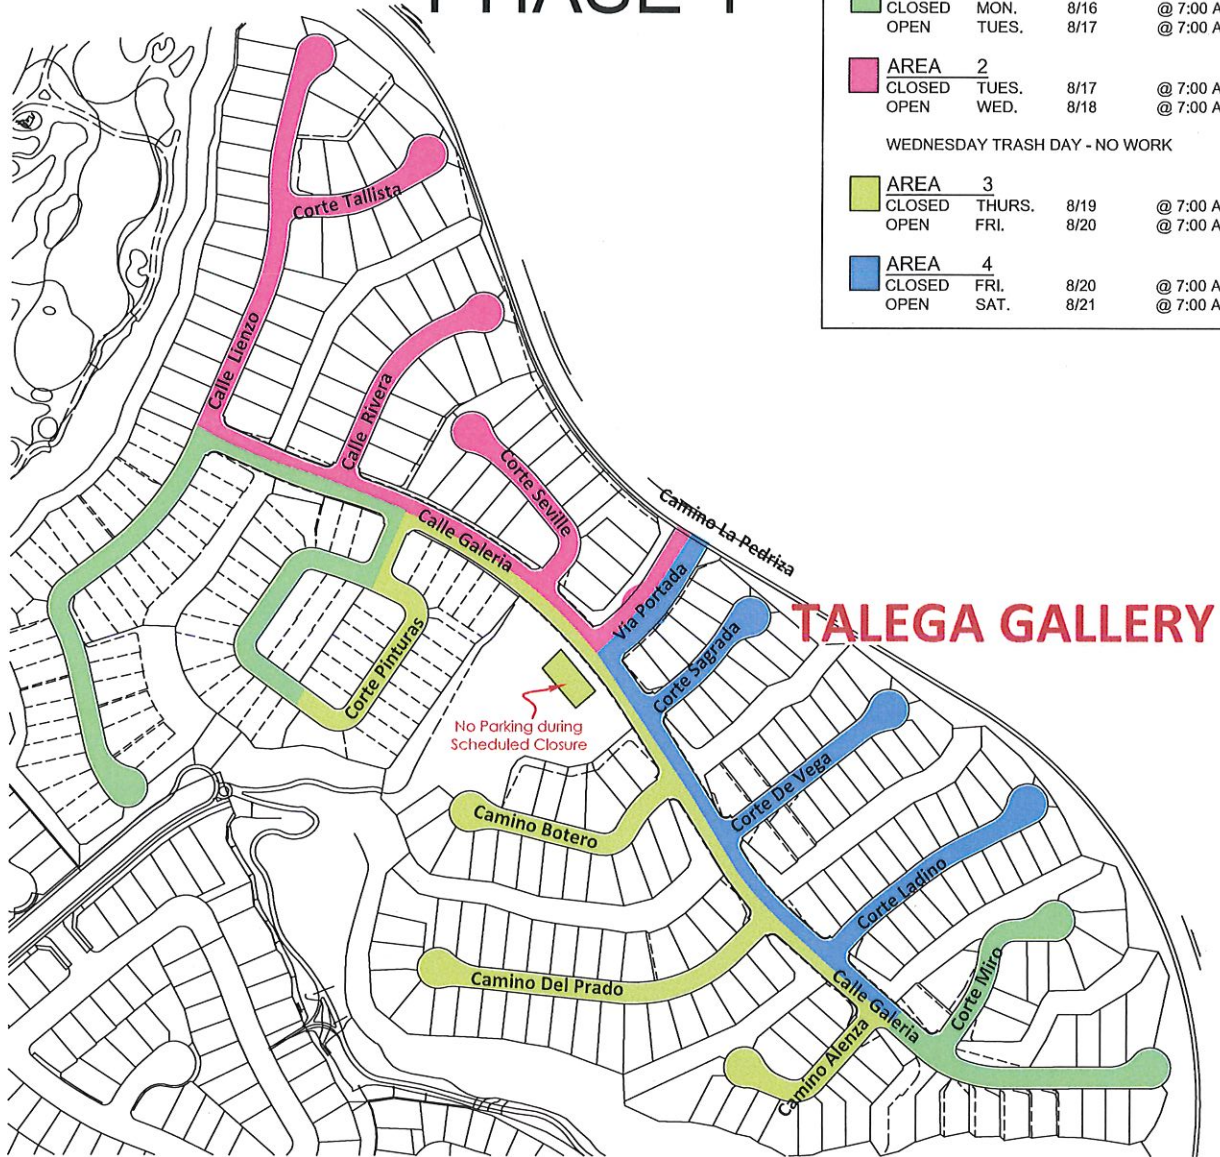 PHASE 1
CLOSED MON. 8/16 @ 7:00 A
OPEN TUES. 8/17 @ 7:00 A
AREA 2
CLOSED TUES. 8/17 @ 7:00 A
OPEN WED. 8/18 @ 7:00 A
WEDNESDAY TRASH DAY - NO WORK
AREA 3
CLOSED THURS. 8/19 @ 7:00 A
OPEN FRI. 8/20 @ 7:00 A
AREA 4
CLOSED FRI. 8/20 @ 7:00 A
OPEN SAT. 8/21 @ 7:00 A
Corte Tallista
Calle Lienzo
Calle Rivera
Corte Seville
Camino La Pedriza
Calle Galeria
Via Portada
TALEGA GALLERY
Corte Sagrada
Corte Pinturas
No Parking during
Scheduled Closure
Corte De Vega
Camino Botero
Corte Ladino
Corte Miro
Camino Del Prado
Calle Galeria
Camino Alenza